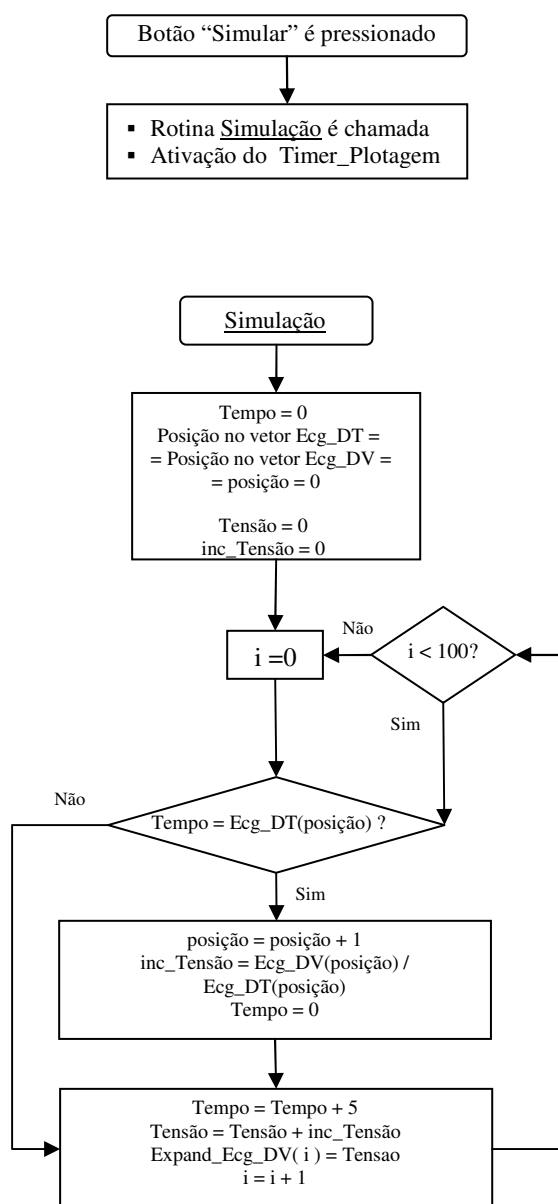 Botão “Simular” é pressionado
▪ Rotina Simulação é chamada
▪ Ativação do Timer_Plotagem
Simulação
Tempo = 0
Posição no vetor Ecg_DT =
= Posição no vetor Ecg_DV =
= posição = 0
Tensão = 0
inc_Tensão = 0
i =0
Não
i < 100?
Sim
Não
Tempo = Ecg_DT(posição) ?
Sim
posição = posição + 1
inc_Tensão = Ecg_DV(posição) /
Ecg_DT(posição)
Tempo = 0
Tempo = Tempo + 5
Tensão = Tensão + inc_Tensão
Expand_Ecg_DV( i ) = Tensao
i = i + 1